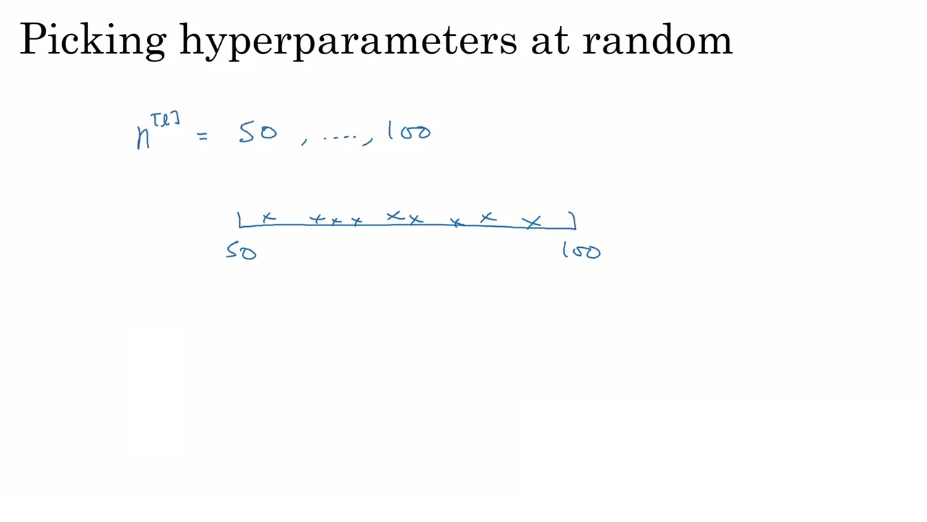 Picking hyperparameters at random
n^[l] = 50, ...., 100
50 100